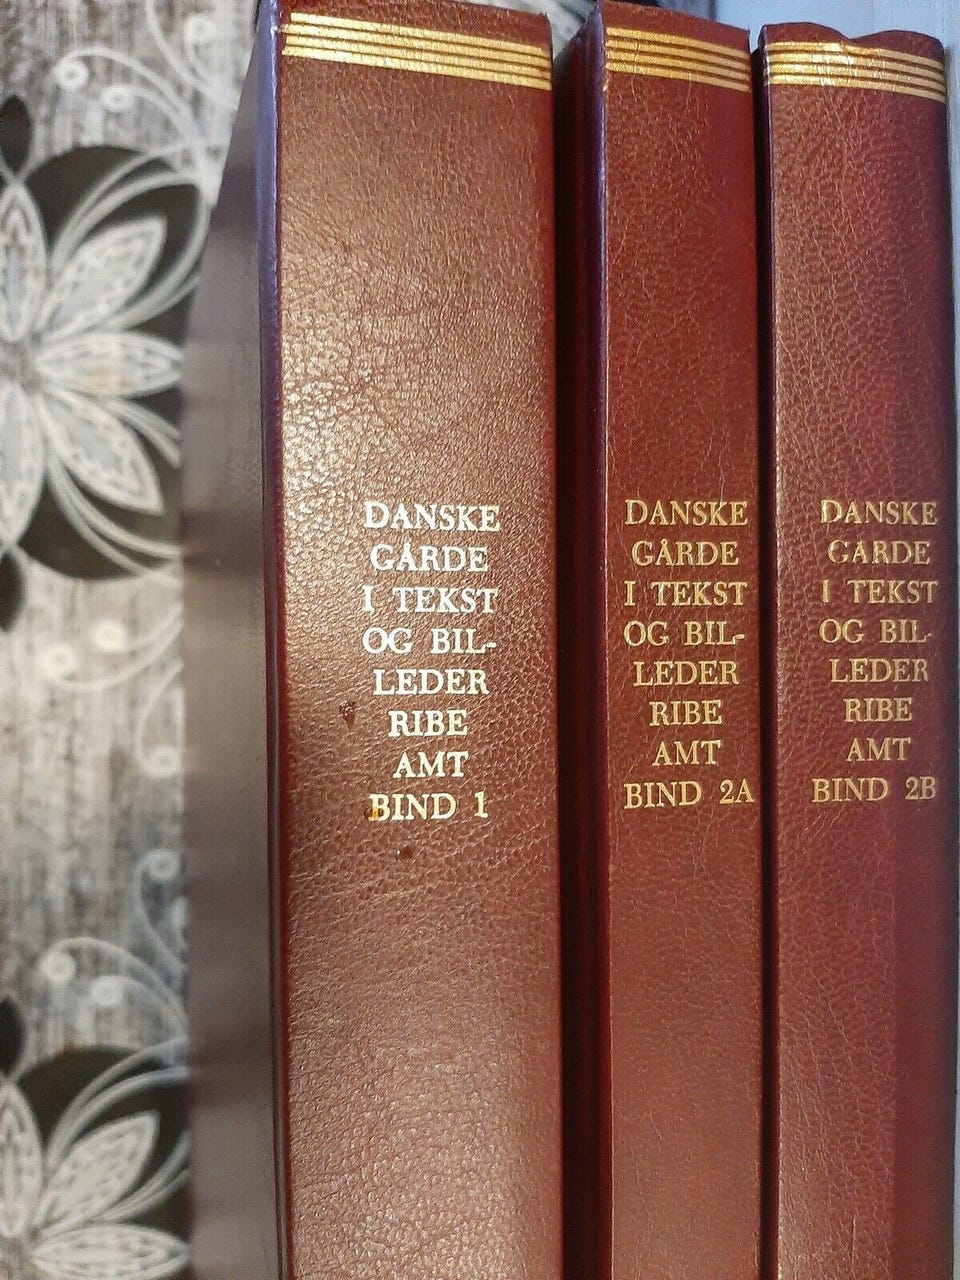 DANSKE
GÅRDE
I TEKST
OG BIL-
LEDER
RIBE
AMT
BIND 1
DANSKE
GÅRDE
I TEKST
OG BIL-
LEDER
RIBE
AMT
BIND 2A
DANSKE
GÅRDE
I TEKST
OG BIL-
LEDER
RIBE
AMT
BIND 2B